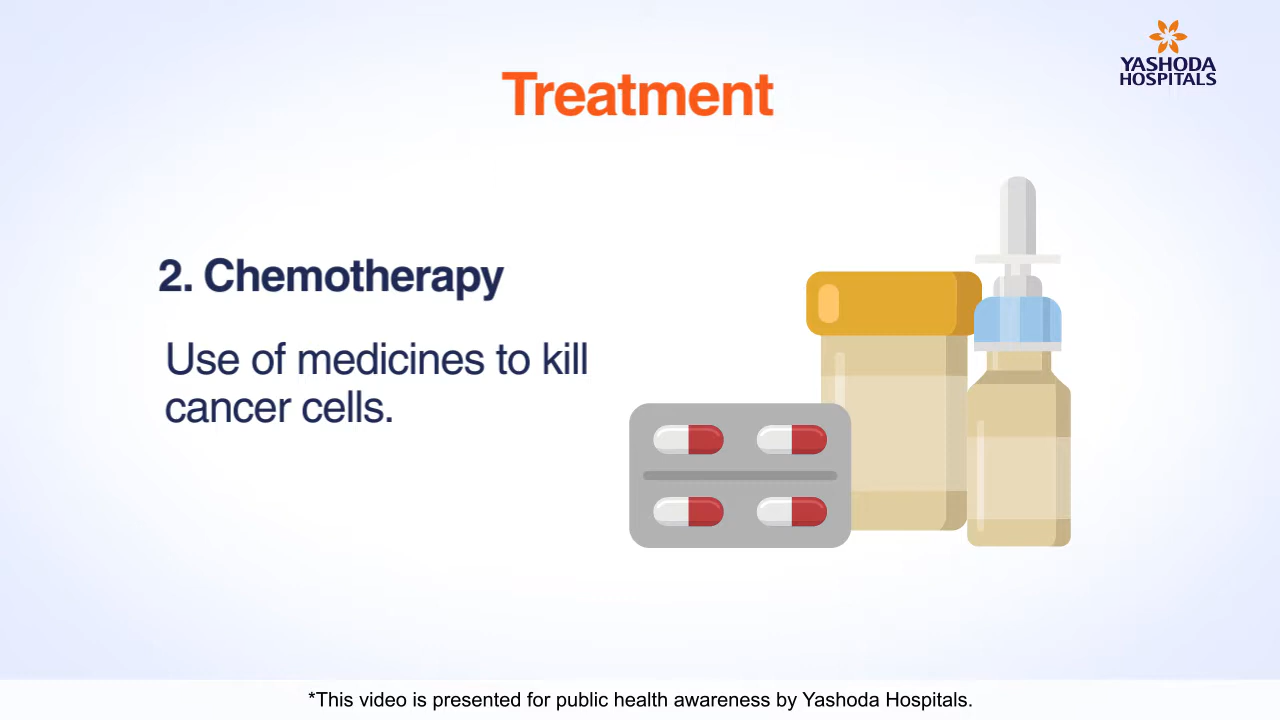 YASHODA
HOSPITALS
Treatment
2. Chemotherapy
Use of medicines to kill
cancer cells.
*This video is presented for public health awareness by Yashoda Hospitals.